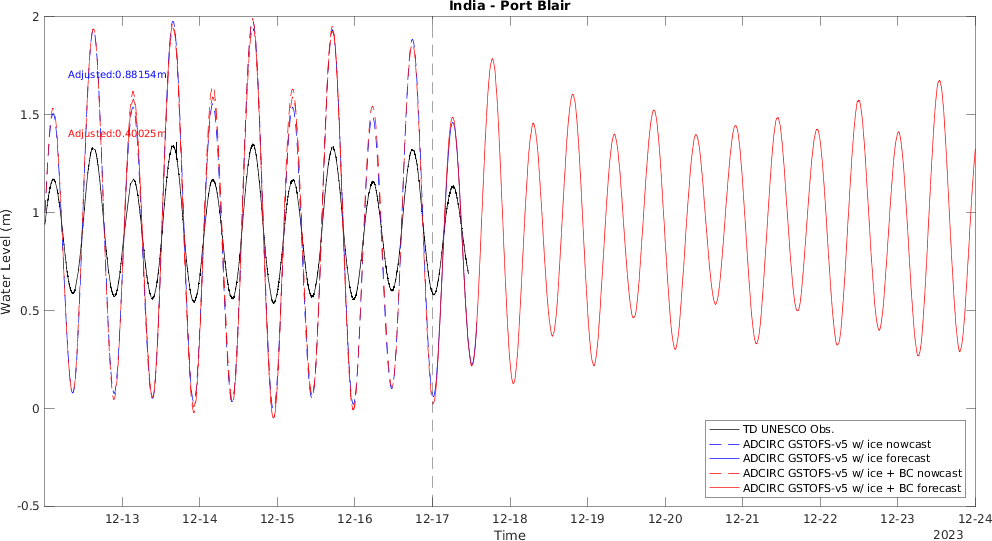 India - Port Blair
Water Level (m)
2
1.5
1
0.5
0
-0.5
Adjusted:0.88154m
Adjusted:0.40025m
TD UNESCO Obs.
ADCIRC GSTOFS-v5 w/ ice nowcast
ADCIRC GSTOFS-v5 w/ ice forecast
ADCIRC GSTOFS-v5 w/ ice + BC nowcast
ADCIRC GSTOFS-v5 w/ ice + BC forecast
12-13 12-14 12-15 12-16 12-17 12-18 12-19 12-20 12-21 12-22 12-23 12-24
Time
2023